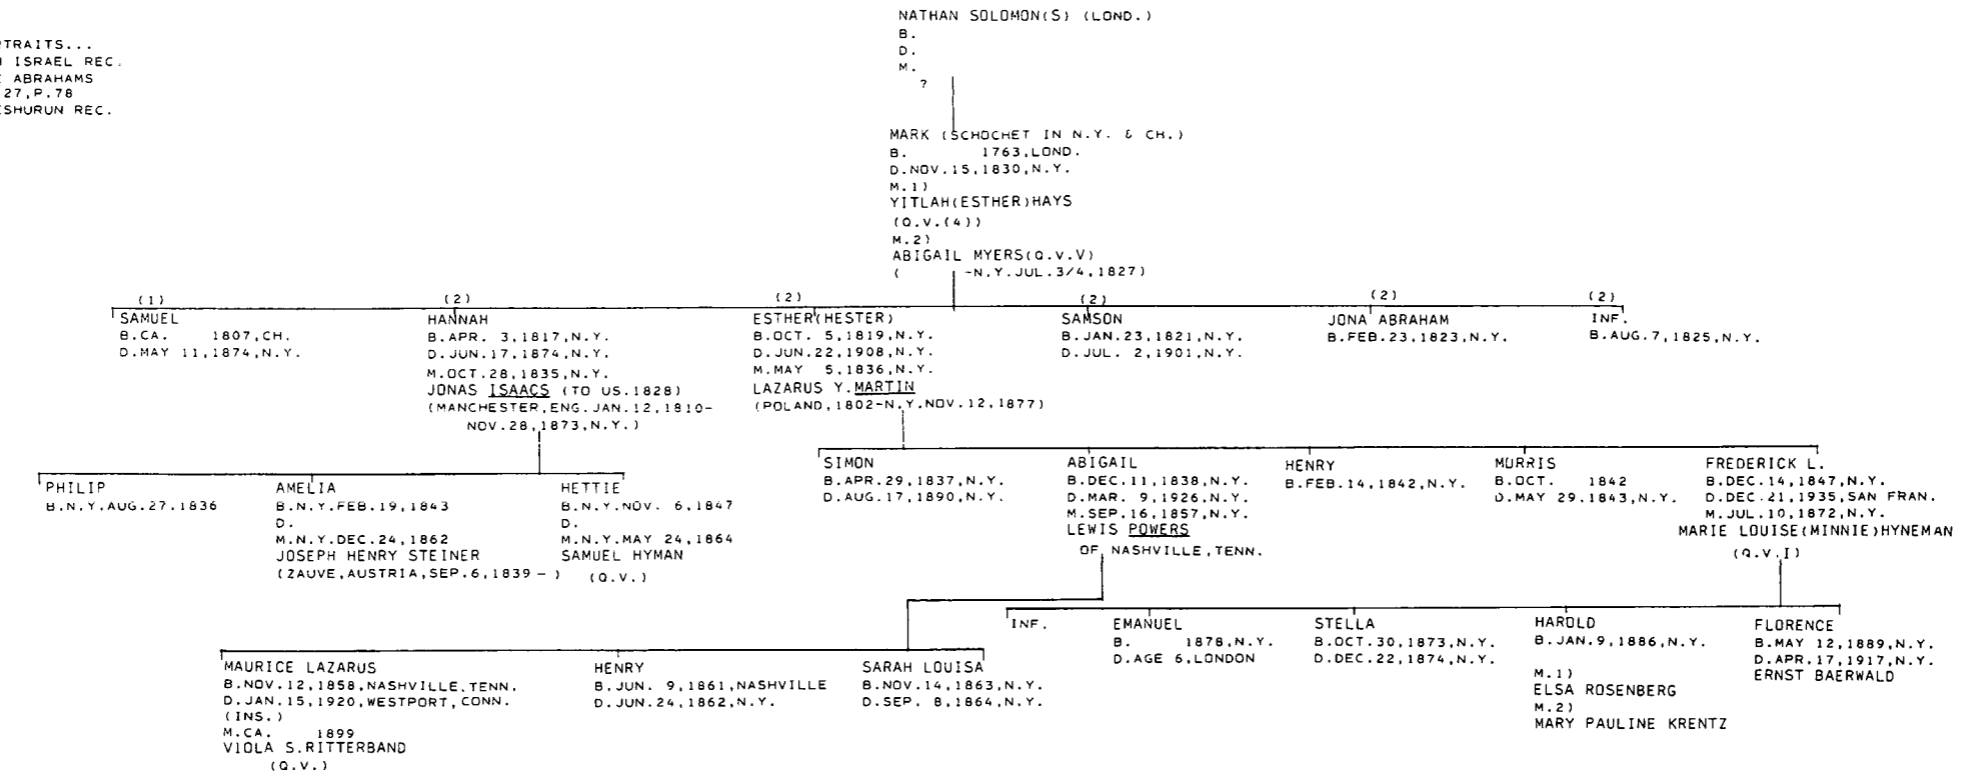 NATHAN SOLOMON(S) (LOND.)
B.
D.
M.
?
TRAITS...
ISRAEL REC.
ABRAHAMS
27,P.78
ESHURUN REC.
MARK (SCHOCHET IN N.Y. & CH.)
B. 1763,LOND.
D.NOV.15,1830,N.Y.
M.1)
YITLAH(ESTHER)HAYS
(Q.V.(4))
M.2)
ABIGAIL MYERS(Q.V.V)
( -N.Y.JUL.3/4,1827)
(1)
SAMUEL
B.CA. 1807,CH.
D.MAY 11,1874,N.Y.
(2)
HANNAH
B.APR. 3,1817,N.Y.
D.JUN.17,1874,N.Y.
M.OCT.28,1835,N.Y.
JONAS ISAACS (TO US.1828)
(MANCHESTER,ENG.JAN.12,1810-
NOV.28,1873,N.Y.)
(2)
ESTHER(HESTER)
B.OCT. 5,1819,N.Y.
D.JUN.22,1908,N.Y.
M.MAY 5,1836,N.Y.
LAZARUS Y.MARTIN
(POLAND,1802-N.Y.NOV.12,1877)
(2)
SAMSON
B.JAN.23,1821,N.Y.
D.JUL. 2,1901,N.Y.
(2)
JONA ABRAHAM
B.FEB.23,1823,N.Y.
(2)
INF.
B.AUG.7,1825,N.Y.
PHILIP
B.N.Y.AUG.27.1836
AMELIA
B.N.Y.FEB.19,1843
D.
M.N.Y.DEC.24,1862
JOSEPH HENRY STEINER
(ZAUVE,AUSTRIA,SEP.6,1839- )
HETTIE
B.N.Y.NOV. 6,1847
D.
M.N.Y.MAY 24,1864
SAMUEL HYMAN
(Q.V.)
SIMON
B.APR.29,1837,N.Y.
D.AUG.17,1890,N.Y.
ABIGAIL
B.DEC.11,1838,N.Y.
D.MAR. 9,1926,N.Y.
M.SEP.16,1857,N.Y.
LEWIS POWERS
OF NASHVILLE,TENN.
HENRY
B.FEB.14,1842,N.Y.
MURRIS
B.OCT. 1842
D.MAY 29.1843,N.Y.
FREDERICK L.
B.DEC.14,1847,N.Y.
D.DEC.21,1935,SAN FRAN.
M.JUL.10,1872,N.Y.
MARIE LOUISE(MINNIE)HYNEMAN
(Q.V.I)
MAURICE LAZARUS
B.NOV.12,1858,NASHVILLE,TENN.
D.JAN.15,1920,WESTPORT,CONN.
(INS.)
M.CA. 1899
VIOLA S.RITTERBAND
(Q.V.)
HENRY
B.JUN. 9,1861,NASHVILLE
D.JUN.24,1862,N.Y.
SARAH LOUISA
B.NOV.14,1863,N.Y.
D.SEP. 8,1864,N.Y.
INF.
EMANUEL
B. 1878,N.Y.
D.AGE 6,LONDON
STELLA
B.OCT.30,1873,N.Y.
D.DEC.22,1874,N.Y.
HAROLD
B.JAN.9,1886,N.Y.
M.1)
ELSA ROSENBERG
M.2)
MARY PAULINE KRENTZ
FLORENCE
B.MAY 12,1889,N.Y.
D.APR.17,1917,N.Y.
ERNST BAERWALD